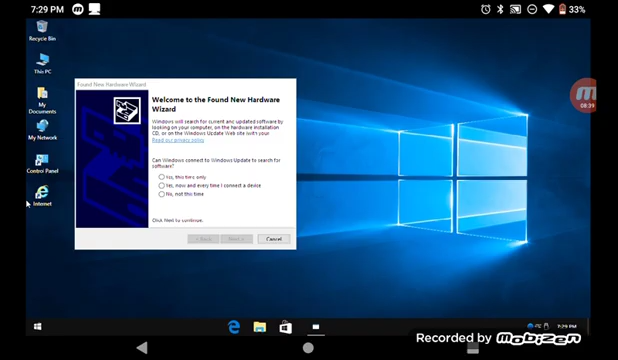 7:29 PM
33%
Recycle Bin
This PC
My
Documents
My Network
Control Panel
Internet
Found New Hardware Wizard
Welcome to the Found New Hardware
Wizard
Windows will search for current and updated software by
looking on your computer, on the hardware installation
CD, or on the Windows Update Web site (with your
Read our privacy policy
Can Windows connect to Windows Update to search for
software?
Yes, this time only
Yes, now and every time I connect a device
No, not this time
Click Next to continue.
< Back
Next >
Cancel
08:39
7:29 PM
Recorded by Mobizen